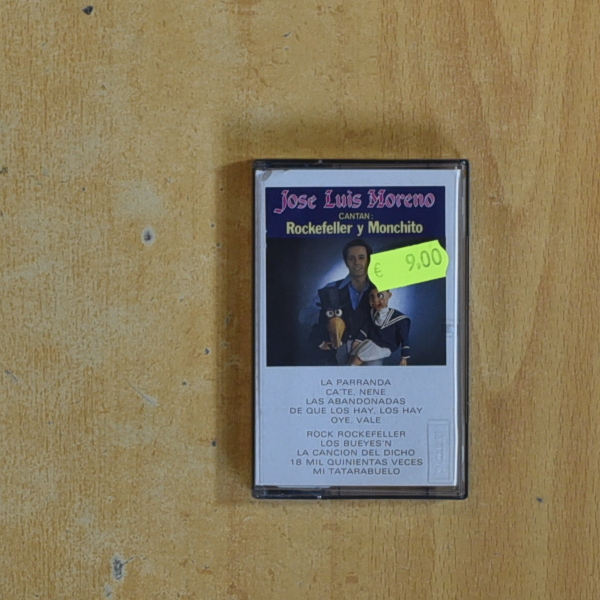 Jose Luis Moreno
CANTAN:
Rockefeller y Monchito
€ 9,00
LA PARRANDA
CA'TE, NENE
LAS ABANDONADAS
DE QUE LOS HAY, LOS HAY
OYE, VALE
ROCK ROCKEFELLER
LOS BUEYES'N
LA CANCION DEL DICHO
18 MIL QUINIENTAS VECES
MI TATARABUELO